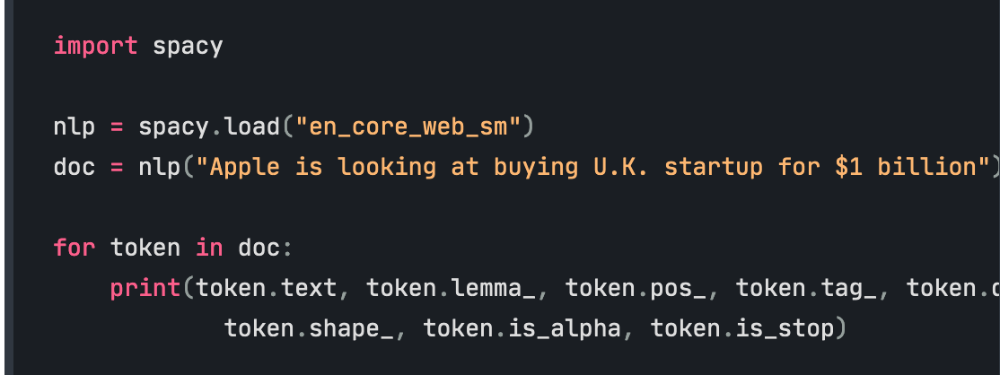 import spacy

nlp = spacy.load("en_core_web_sm")
doc = nlp("Apple is looking at buying U.K. startup for $1 billion")

for token in doc:
    print(token.text, token.lemma_, token.pos_, token.tag_, token.
          token.shape_, token.is_alpha, token.is_stop)